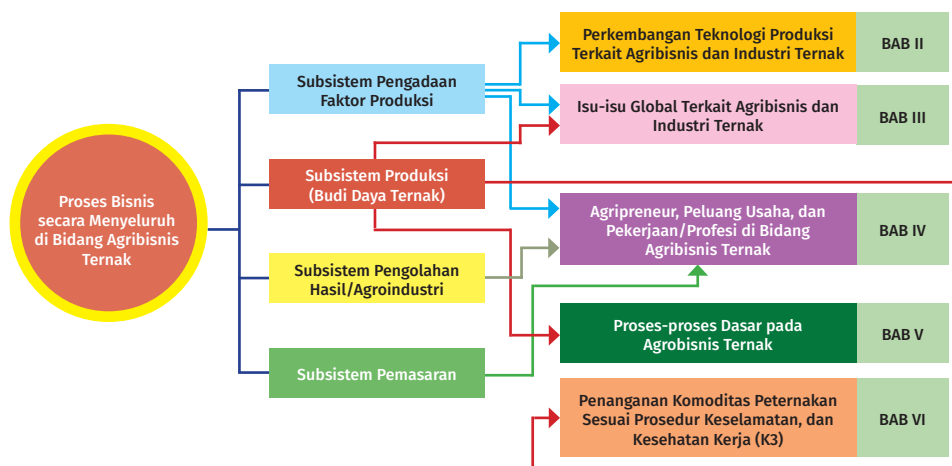 Proses Bisnis
secara Menyeluruh
di Bidang Agribisnis
Ternak
Subsistem Pengadaan
Faktor Produksi
Subsistem Produksi
(Budi Daya Ternak)
Subsistem Pengolahan
Hasil/Agroindustri
Subsistem Pemasaran
Perkembangan Teknologi Produksi
Terkait Agribisnis dan Industri Ternak
BAB II
Isu-isu Global Terkait Agribisnis dan
Industri Ternak
BAB III
Agripreneur, Peluang Usaha, dan
Pekerjaan/Profesi di Bidang
Agribisnis Ternak
BAB IV
Proses-proses Dasar pada
Agrobisnis Ternak
BAB V
Penanganan Komoditas Peternakan
Sesuai Prosedur Keselamatan, dan
Kesehatan Kerja (K3)
BAB VI